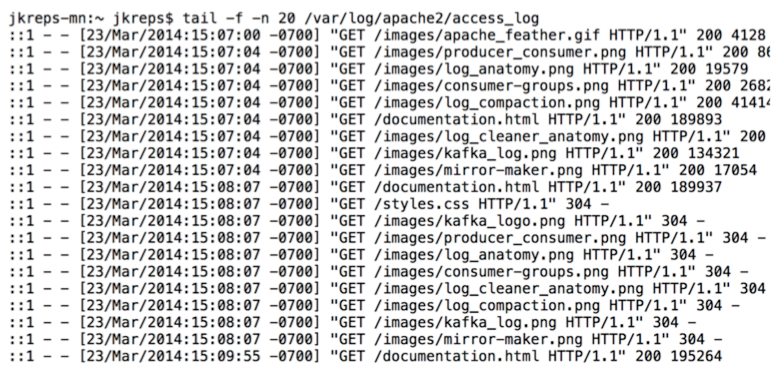 jkreps-mn:~ jkreps$ tail -f -n 20 /var/log/apache2/access_log
::1 - - [23/Mar/2014:15:07:00 -0700] "GET /images/apache_feather.gif HTTP/1.1" 200 4128
::1 - - [23/Mar/2014:15:07:04 -0700] "GET /images/producer_consumer.png HTTP/1.1" 200 86
::1 - - [23/Mar/2014:15:07:04 -0700] "GET /images/log_anatomy.png HTTP/1.1" 200 19579
::1 - - [23/Mar/2014:15:07:04 -0700] "GET /images/consumer-groups.png HTTP/1.1" 200 2682
::1 - - [23/Mar/2014:15:07:04 -0700] "GET /images/log_compaction.png HTTP/1.1" 200 41414
::1 - - [23/Mar/2014:15:07:04 -0700] "GET /documentation.html HTTP/1.1" 200 189893
::1 - - [23/Mar/2014:15:07:04 -0700] "GET /images/log_cleaner_anatomy.png HTTP/1.1" 200
::1 - - [23/Mar/2014:15:07:04 -0700] "GET /images/kafka_log.png HTTP/1.1" 200 134321
::1 - - [23/Mar/2014:15:07:04 -0700] "GET /images/mirror-maker.png HTTP/1.1" 200 17054
::1 - - [23/Mar/2014:15:08:07 -0700] "GET /documentation.html HTTP/1.1" 200 189937
::1 - - [23/Mar/2014:15:08:07 -0700] "GET /styles.css HTTP/1.1" 304 -
::1 - - [23/Mar/2014:15:08:07 -0700] "GET /images/kafka_logo.png HTTP/1.1" 304 -
::1 - - [23/Mar/2014:15:08:07 -0700] "GET /images/producer_consumer.png HTTP/1.1" 304 -
::1 - - [23/Mar/2014:15:08:07 -0700] "GET /images/log_anatomy.png HTTP/1.1" 304 -
::1 - - [23/Mar/2014:15:08:07 -0700] "GET /images/consumer-groups.png HTTP/1.1" 304 -
::1 - - [23/Mar/2014:15:08:07 -0700] "GET /images/log_cleaner_anatomy.png HTTP/1.1" 304
::1 - - [23/Mar/2014:15:08:07 -0700] "GET /images/log_compaction.png HTTP/1.1" 304 -
::1 - - [23/Mar/2014:15:08:07 -0700] "GET /images/kafka_log.png HTTP/1.1" 304 -
::1 - - [23/Mar/2014:15:08:07 -0700] "GET /images/mirror-maker.png HTTP/1.1" 304 -
::1 - - [23/Mar/2014:15:09:55 -0700] "GET /documentation.html HTTP/1.1" 200 195264